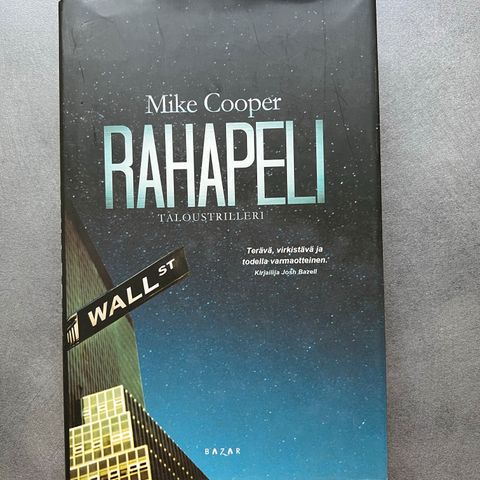 Mike Cooper
RAHAPELI
TALOUSTRILLERI
Terävä, virkistävä ja
todella varmaotteinen.
Kirjailija Josh Bazell
WALL ST
BAZAR